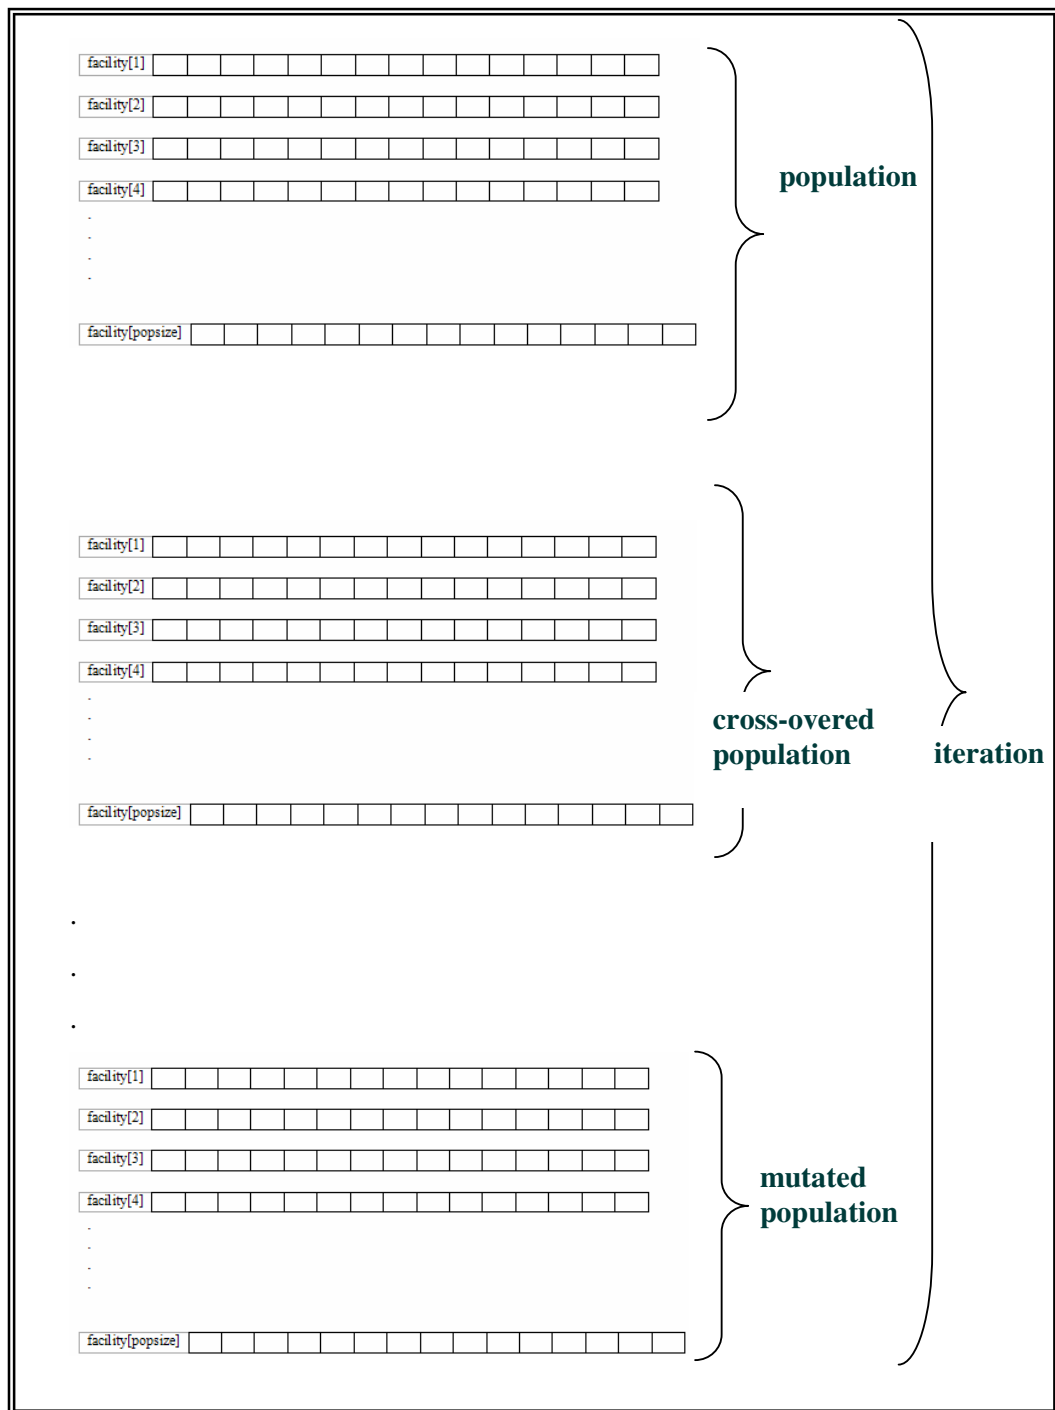 facility[1]
facility[2]
facility[3]
facility[4]
.
.
.
.
facility[popsize]
population
facility[1]
facility[2]
facility[3]
facility[4]
.
.
.
.
facility[popsize]
cross-overed
population
iteration
.
.
.
facility[1]
facility[2]
facility[3]
facility[4]
.
.
.
.
facility[popsize]
mutated
population